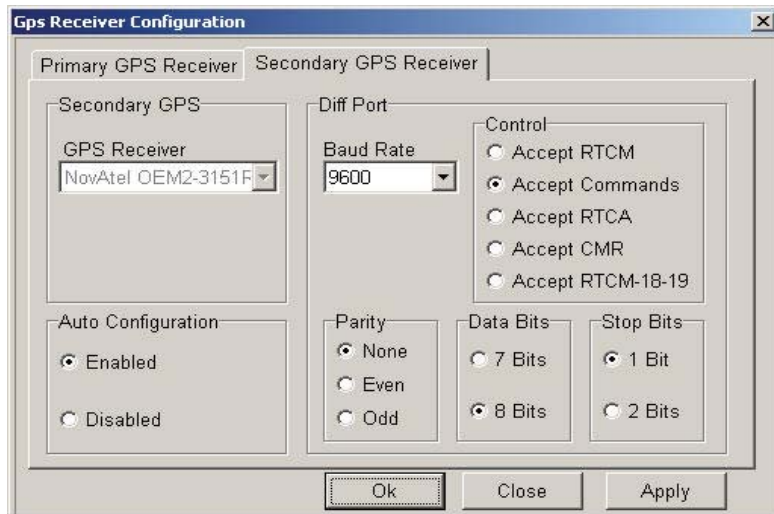 Gps Receiver Configuration
Primary GPS Receiver
Secondary GPS Receiver
Secondary GPS
GPS Receiver
NovAtel OEM2-3151R
Diff Port
Baud Rate
9600
Control
Accept RTCM
Accept Commands
Accept RTCA
Accept CMR
Accept RTCM-18-19
Auto Configuration
Enabled
Disabled
Parity
None
Even
Odd
Data Bits
7 Bits
8 Bits
Stop Bits
1 Bit
2 Bits
Ok
Close
Apply